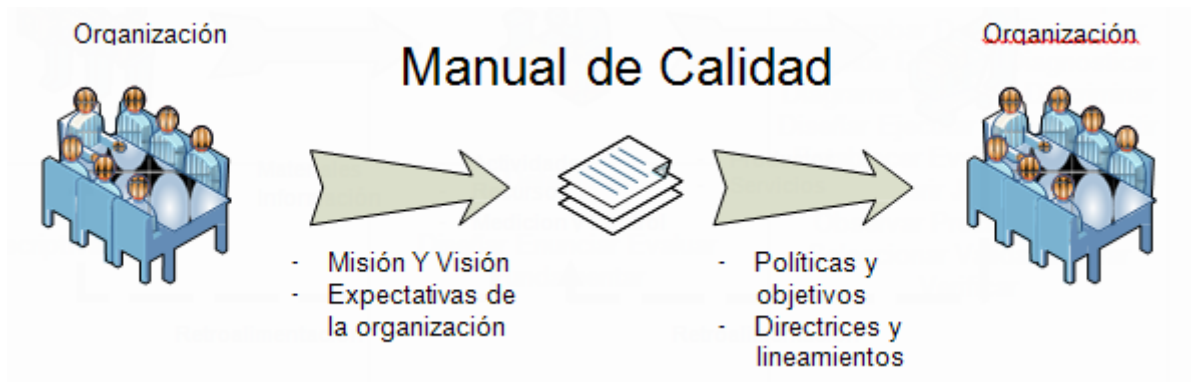 Organización
Organización
Manual de Calidad
- Misión Y Visión
- Expectativas de
la organización
- Políticas y
objetivos
- Directrices y
lineamientos